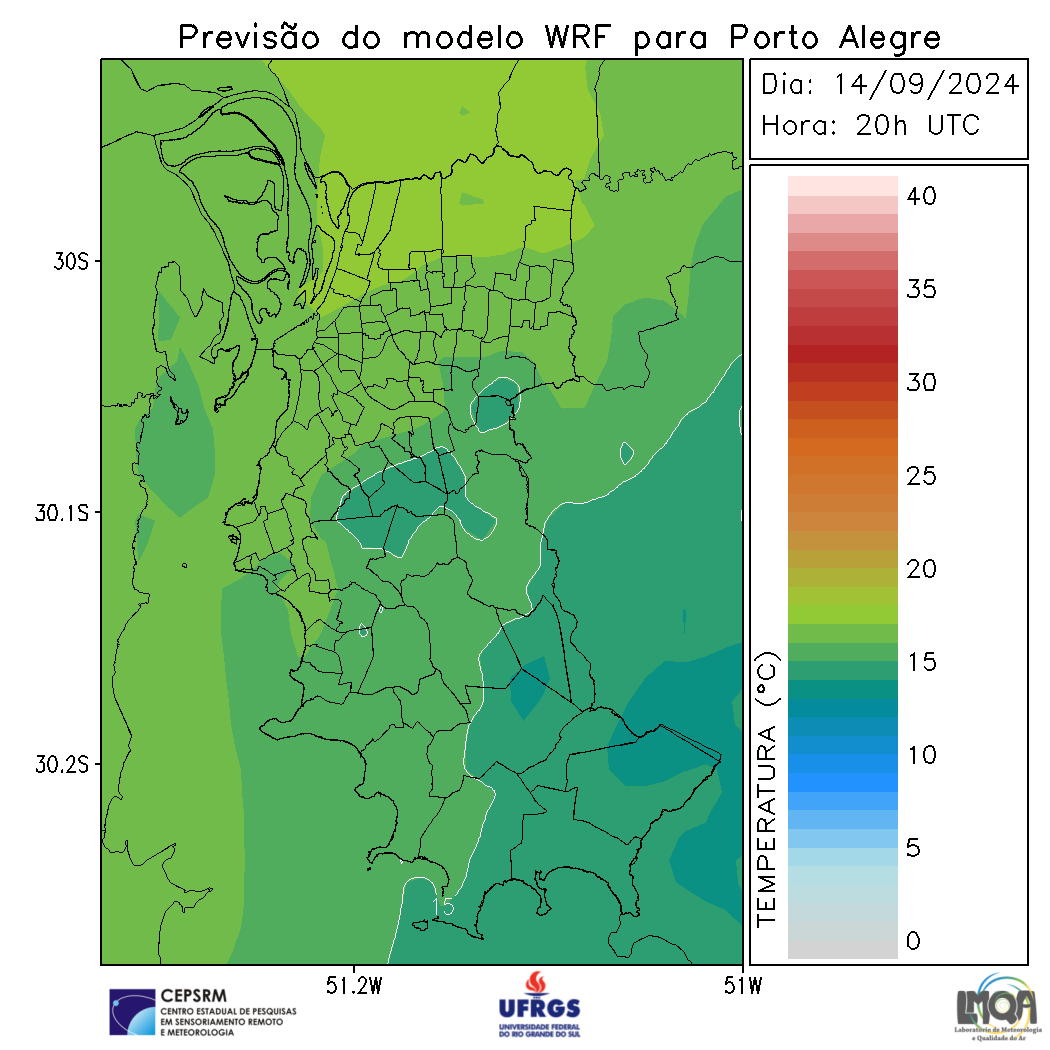 Previsão do modelo WRF para Porto Alegre
Dia: 14/09/2024
Hora: 20h UTC
30S
30.1S
30.2S
51.2W
51W
15
TEMPERATURA (°C)
40
35
30
25
20
15
10
5
0
CEPSRM
CENTRO ESTADUAL DE PESQUISAS
EM SENSORIAMENTO REMOTO
E METEOROLOGIA
UFRGS
UNIVERSIDADE FEDERAL
DO RIO GRANDE DO SUL
LMQA
Laboratório de Meteorologia
e Qualidade do Ar